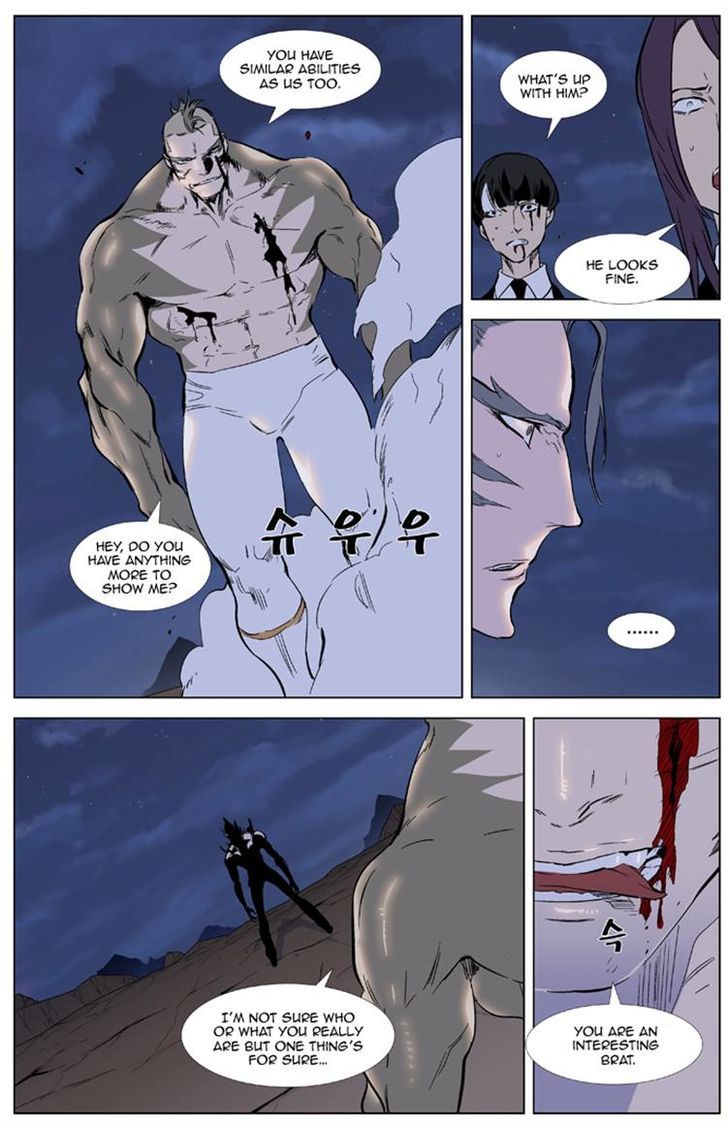 YOU HAVE
SIMILAR ABILITIES
AS US TOO.
WHAT'S UP
WITH HIM?
HE LOOKS
FINE.
HEY, DO YOU
HAVE ANYTHING
MORE TO
SHOW ME?
슈우우
......
I'M NOT SURE WHO
OR WHAT YOU REALLY
ARE BUT ONE THING'S
FOR SURE...
슥
YOU ARE AN
INTERESTING
BRAT.